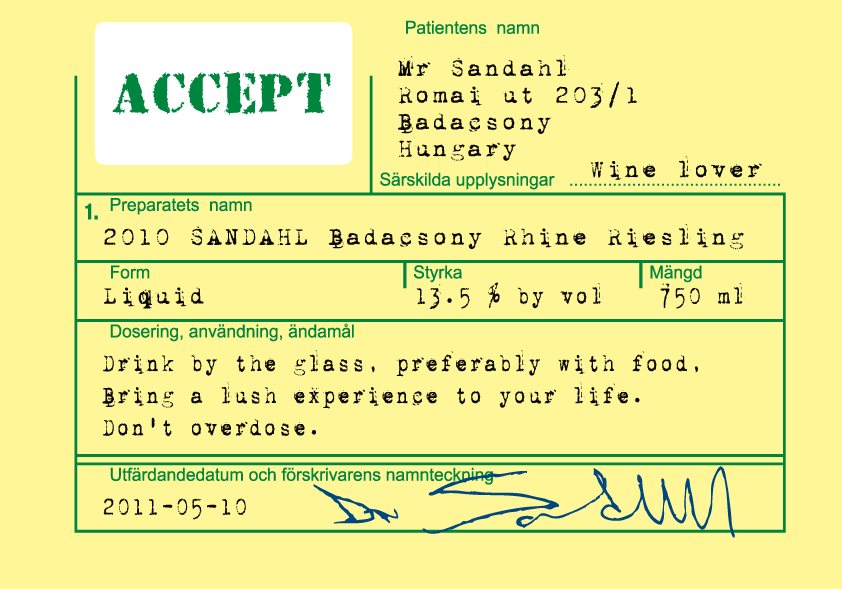 ACCEPT
Patientens namn
Mr Sandahl
Romai ut 203/1
Badacsony
Hungary
Särskilda upplysningar Wine lover
1. Preparatets namn
2010 SANDAHL Badacsony Rhine Riesling
Form Styrka Mängd
Liquid 13.5 % by vol 750 ml
Dosering, användning, ändamål
Drink by the glass, preferably with food,
Bring a lush experience to your life.
Don't overdose.
Utfärdandedatum och förskrivarens namnteckning
2011-05-10